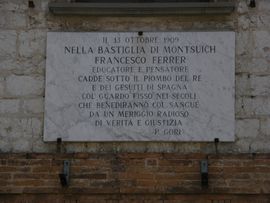 IL 13 OTTOBRE 1909
NELLA BASTIGLIA DI MONTSUICH
FRANCESCO FERRER
EDUCATORE E PENSATORE
CADDE SOTTO IL PIOMBO DEL RE
E DEI GESUITI DI SPAGNA
COL GUARDO FISSO NEI SECOLI
CHE BENEDIRANNO COL SANGUE
DA UN MERIGGIO RADIOSO
DI VERITÀ E GIUSTIZIA
P. GORI